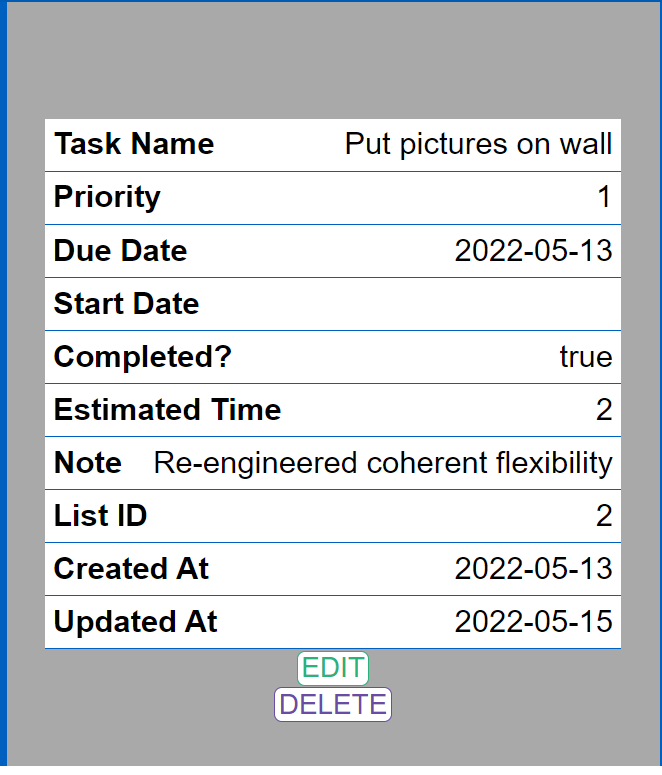 Task Name Put pictures on wall
Priority 1
Due Date 2022-05-13
Start Date
Completed? true
Estimated Time 2
Note Re-engineered coherent flexibility
List ID 2
Created At 2022-05-13
Updated At 2022-05-15
EDIT
DELETE